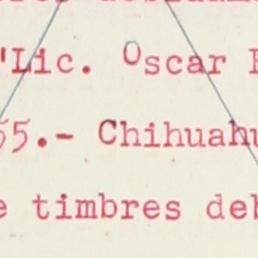 "Lic. Oscar
55.- Chihuahu
e timbres deb